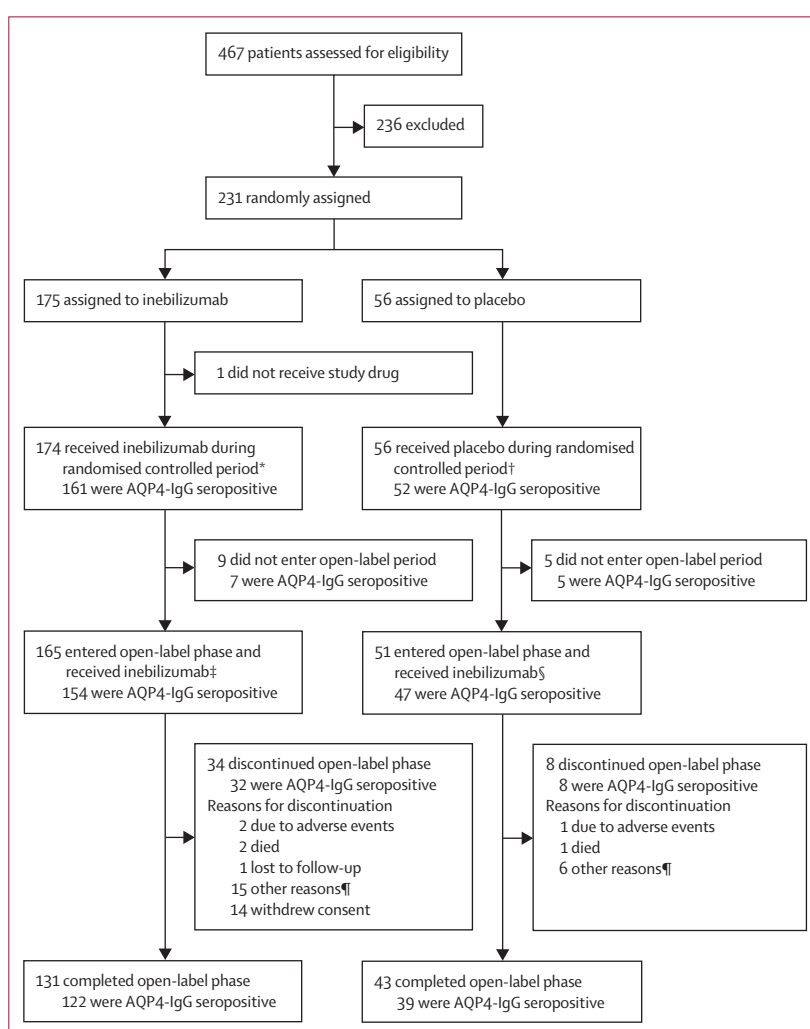 467 patients assessed for eligibility
236 excluded
231 randomly assigned
175 assigned to inebilizumab
56 assigned to placebo
1 did not receive study drug
174 received inebilizumab during
randomised controlled period*
161 were AQP4-IgG seropositive
56 received placebo during randomised
controlled period†
52 were AQP4-IgG seropositive
9 did not enter open-label period
7 were AQP4-IgG seropositive
5 did not enter open-label period
5 were AQP4-IgG seropositive
165 entered open-label phase and
received inebilizumab‡
154 were AQP4-IgG seropositive
51 entered open-label phase and
received inebilizumab§
47 were AQP4-IgG seropositive
34 discontinued open-label phase
32 were AQP4-IgG seropositive
Reasons for discontinuation
2 due to adverse events
2 died
1 lost to follow-up
15 other reasons¶
14 withdrew consent
8 discontinued open-label phase
8 were AQP4-IgG seropositive
Reasons for discontinuation
1 due to adverse events
1 died
6 other reasons¶
131 completed open-label phase
122 were AQP4-IgG seropositive
43 completed open-label phase
39 were AQP4-IgG seropositive